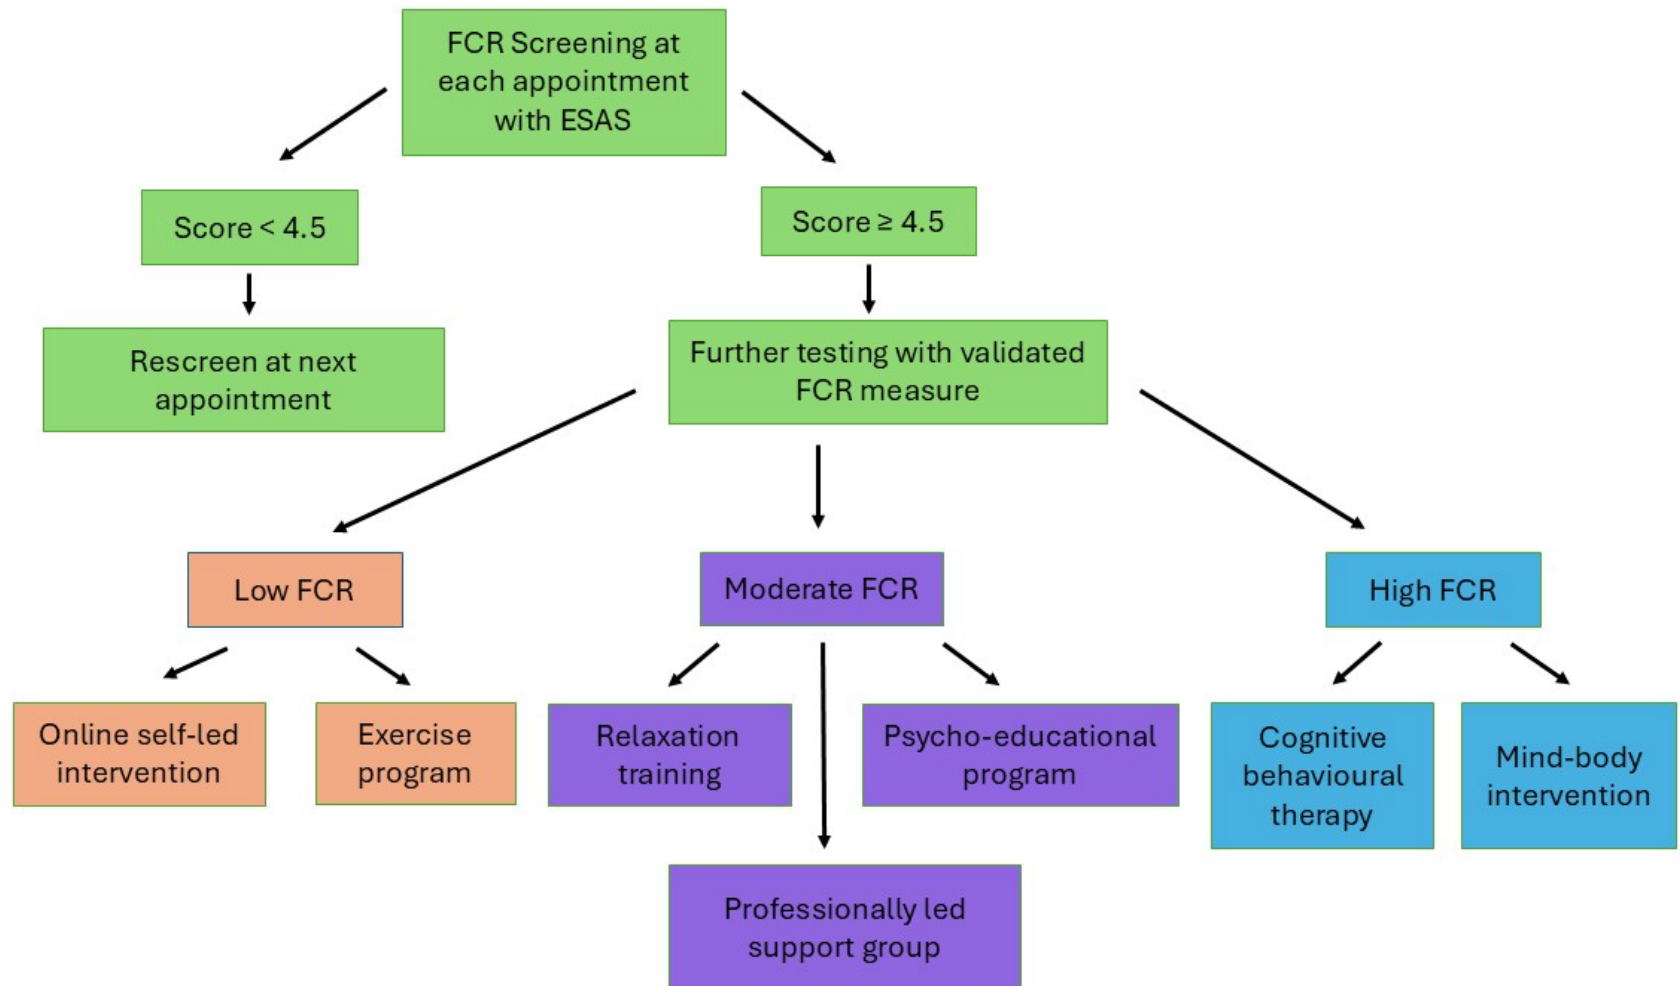 FCR Screening at
each appointment
with ESAS
Score < 4.5
Score ≥ 4.5
Rescreen at next
appointment
Further testing with validated
FCR measure
Low FCR
Moderate FCR
High FCR
Online self-led
intervention
Exercise
program
Relaxation
training
Psycho-educational
program
Cognitive
behavioural
therapy
Mind-body
intervention
Professionally led
support group